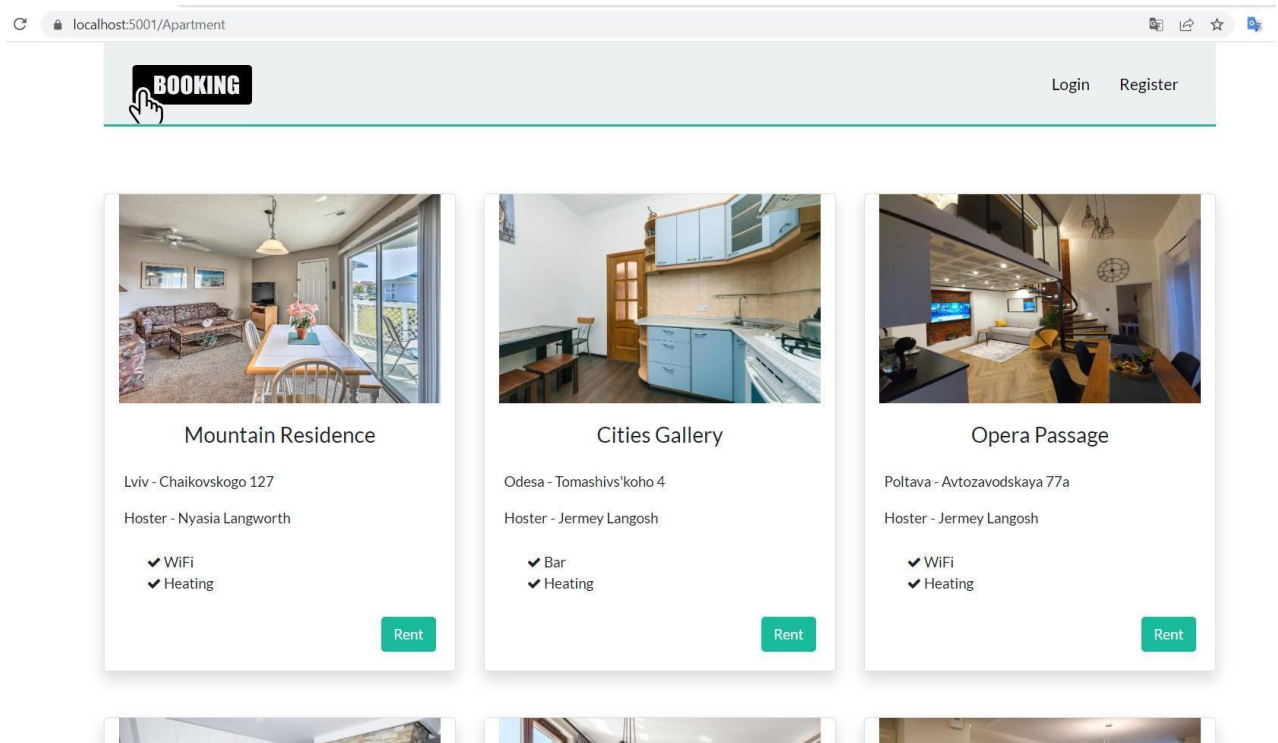 localhost:5001/Apartment
BOOKING
Login Register
Mountain Residence
Lviv - Chaikovskogo 127
Hoster - Nyasia Langworth
✔ WiFi
✔ Heating
Rent
Cities Gallery
Odesa - Tomashivs'koho 4
Hoster - Jermey Langosh
✔ Bar
✔ Heating
Rent
Opera Passage
Poltava - Avtozavodskaya 77a
Hoster - Jermey Langosh
✔ WiFi
✔ Heating
Rent